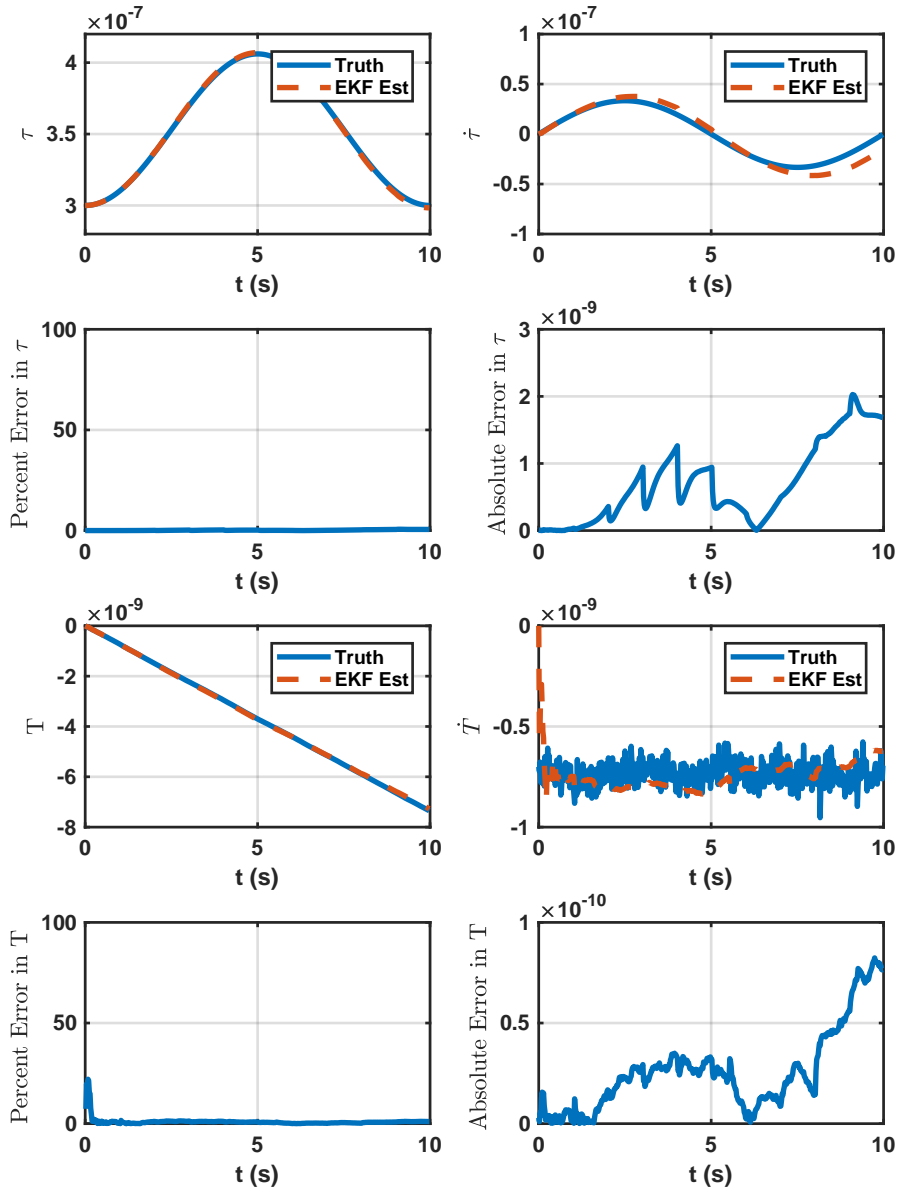 ×10⁻⁷
4
3.5
3
τ
Truth
EKF Est
0
5
10
t (s)
×10⁻⁷
1
0.5
0
-0.5
-1
τ̇
Truth
EKF Est
0
5
10
t (s)
100
50
0
Percent Error in τ
0
5
10
t (s)
×10⁻⁹
3
2
1
0
Absolute Error in τ
0
5
10
t (s)
×10⁻⁹
0
-2
-4
-6
-8
T
Truth
EKF Est
0
5
10
t (s)
×10⁻⁹
0
-0.5
-1
Ṫ
Truth
EKF Est
0
5
10
t (s)
100
50
0
Percent Error in T
0
5
10
t (s)
×10⁻¹⁰
1
0.5
0
Absolute Error in T
0
5
10
t (s)